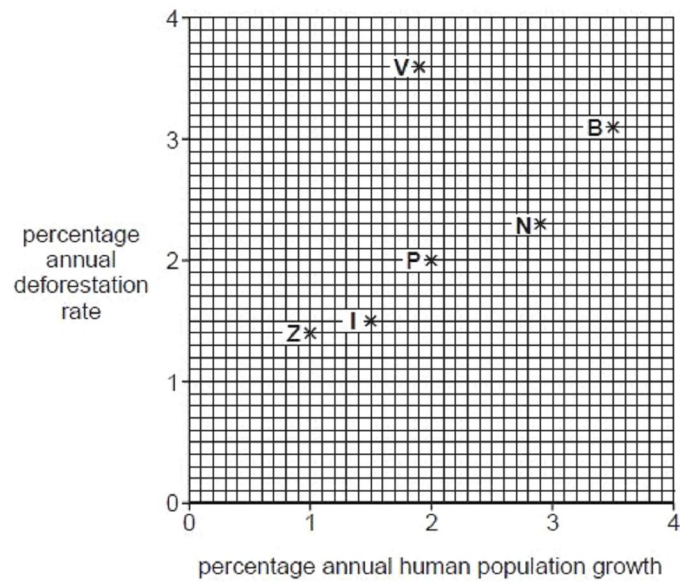 4
V
B
3
N
percentage
annual
deforestation
rate
2
P
I
Z
1
0
0 1 2 3 4
percentage annual human population growth